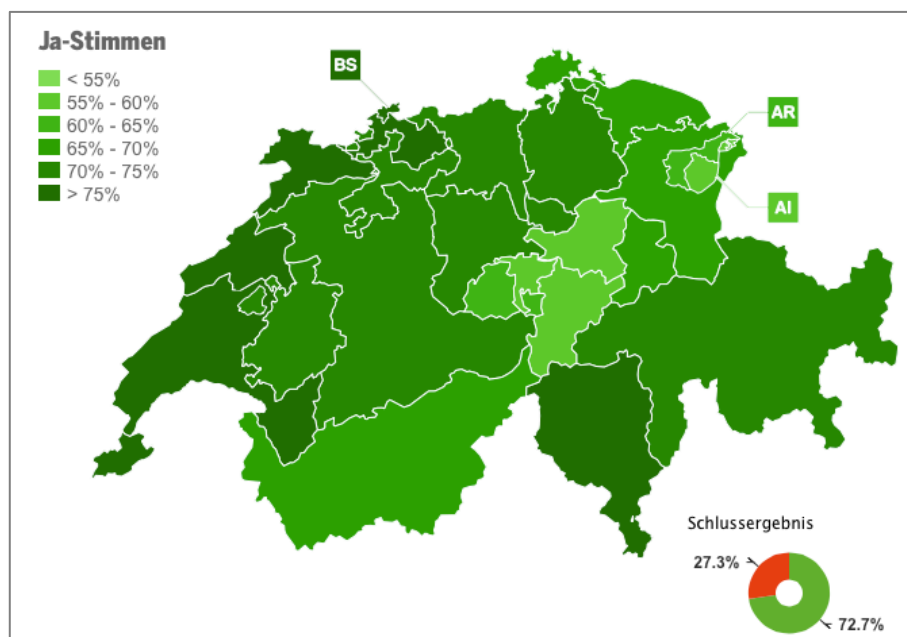 Ja-Stimmen
< 55%
55% - 60%
60% - 65%
65% - 70%
70% - 75%
> 75%
BS
AR
AI
Schlussergebnis
27.3%
72.7%